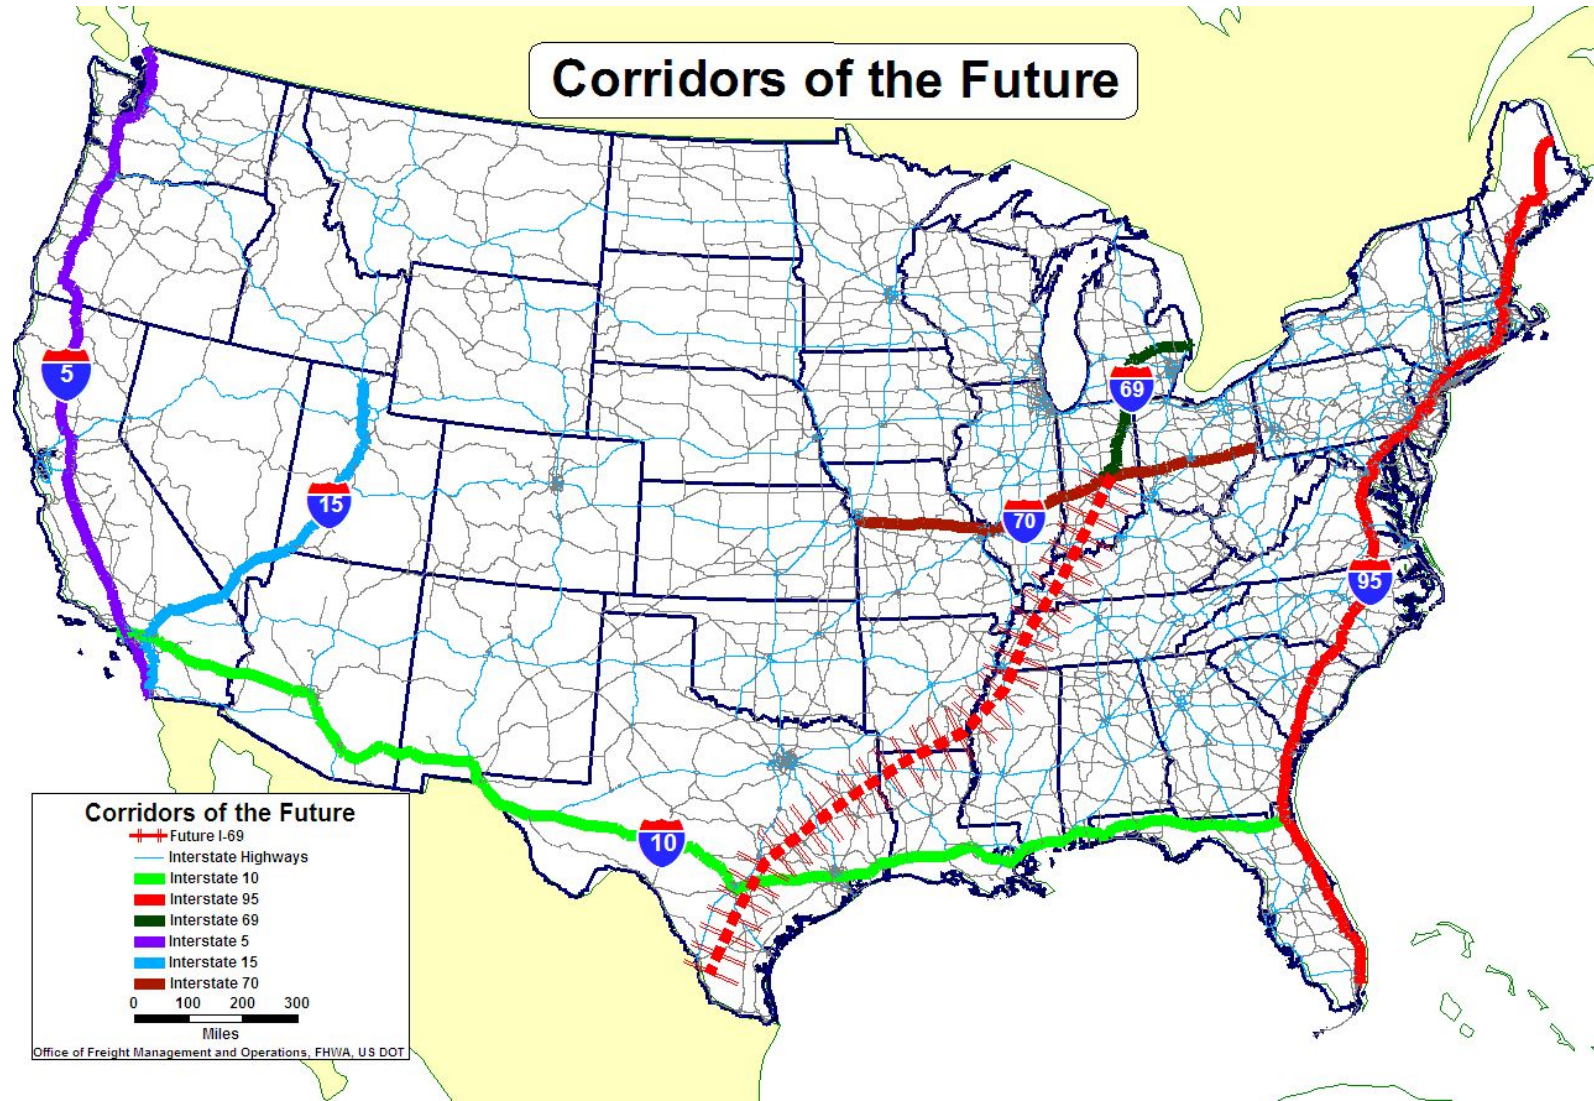 Corridors of the Future
5
69
15
70
95
10
Corridors of the Future
Future I-69
Interstate Highways
Interstate 10
Interstate 95
Interstate 69
Interstate 5
Interstate 15
Interstate 70
0 100 200 300
Miles
Office of Freight Management and Operations, FHWA, US DOT